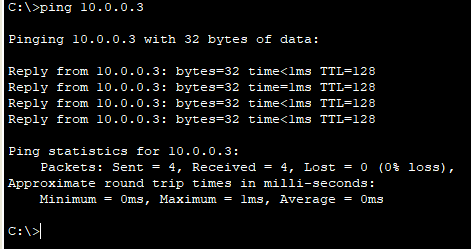 C:\>ping 10.0.0.3
Pinging 10.0.0.3 with 32 bytes of data:
Reply from 10.0.0.3: bytes=32 time<1ms TTL=128
Reply from 10.0.0.3: bytes=32 time=1ms TTL=128
Reply from 10.0.0.3: bytes=32 time<1ms TTL=128
Reply from 10.0.0.3: bytes=32 time<1ms TTL=128
Ping statistics for 10.0.0.3:
Packets: Sent = 4, Received = 4, Lost = 0 (0% loss),
Approximate round trip times in milli-seconds:
Minimum = 0ms, Maximum = 1ms, Average = 0ms
C:\>